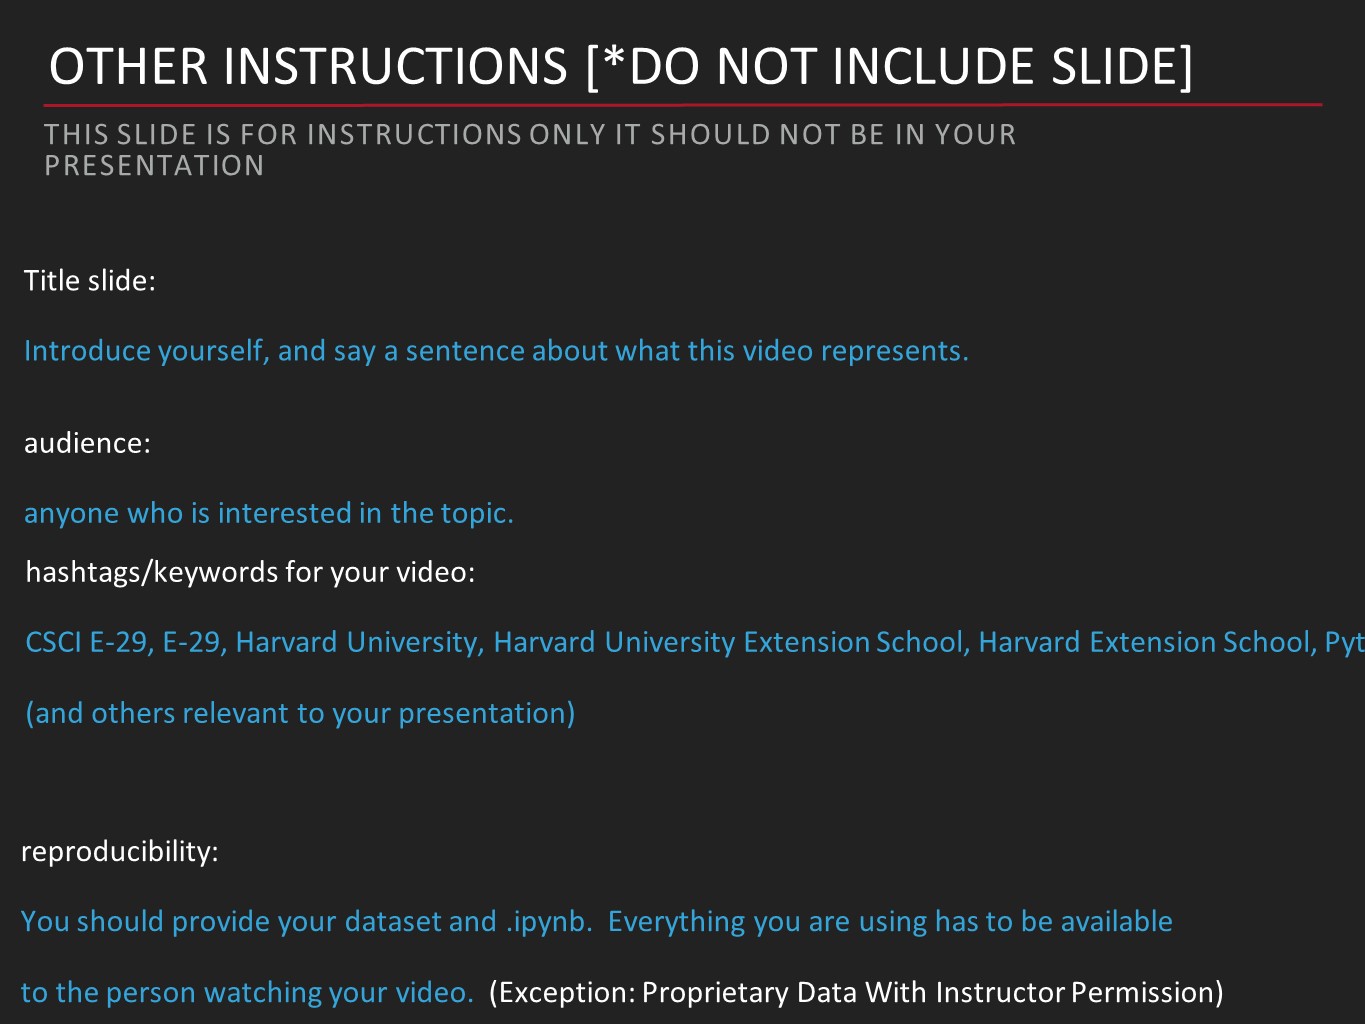 OTHER INSTRUCTIONS [*DO NOT INCLUDE SLIDE]
THIS SLIDE IS FOR INSTRUCTIONS ONLY IT SHOULD NOT BE IN YOUR
PRESENTATION
Title slide:
Introduce yourself, and say a sentence about what this video represents.
audience:
anyone who is interested in the topic.
hashtags/keywords for your video:
CSCI E-29, E-29, Harvard University, Harvard University Extension School, Harvard Extension School, Pyt
(and others relevant to your presentation)
reproducibility:
You should provide your dataset and .ipynb.  Everything you are using has to be available
to the person watching your video.  (Exception: Proprietary Data With Instructor Permission)